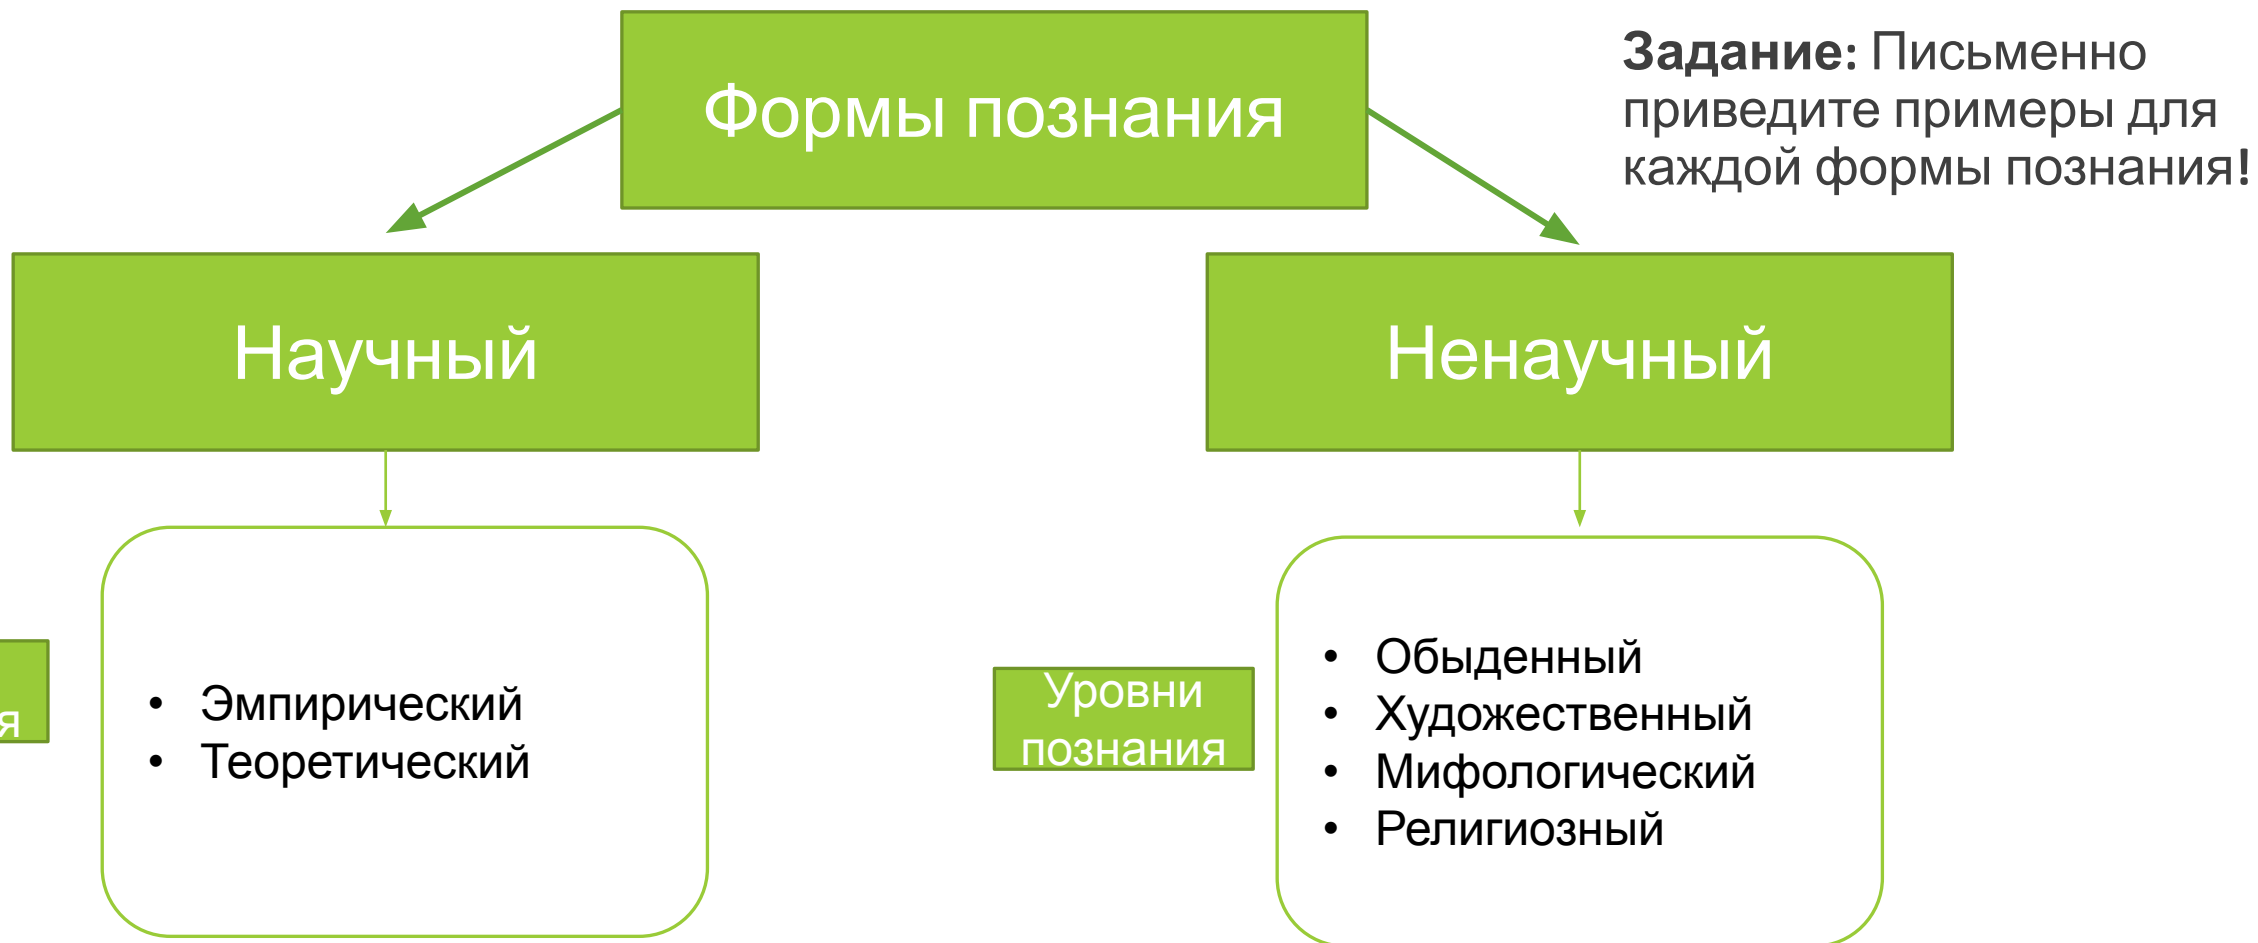 Формы познания
Задание: Письменно
приведите примеры для
каждой формы познания!
Научный
Ненаучный
• Эмпирический
• Теоретический
Уровни
познания
• Обыденный
• Художественный
• Мифологический
• Религиозный